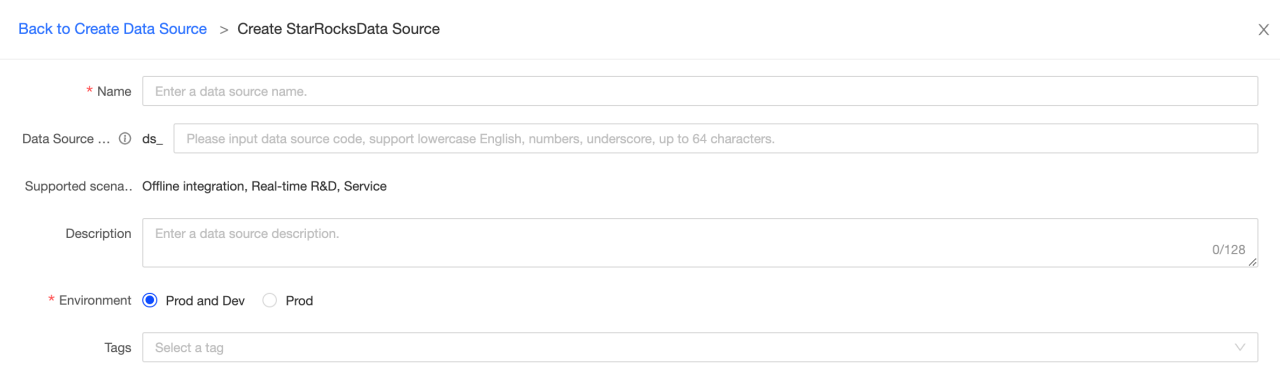 Back to Create Data Source > Create StarRocksData Source
* Name Enter a data source name.
Data Source ... ds_ Please input data source code, support lowercase English, numbers, underscore, up to 64 characters.
Supported scena.. Offline integration, Real-time R&D, Service
Description Enter a data source description.
0/128
* Environment Prod and Dev Prod
Tags Select a tag